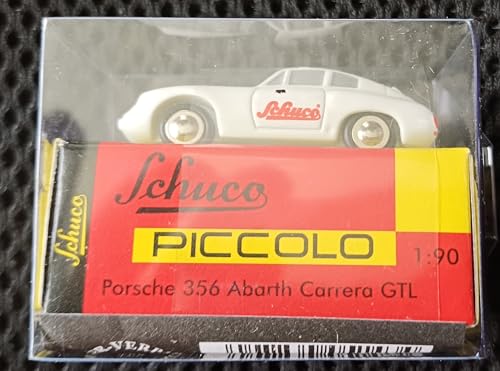 Schuco
Schuco
Schuco
PICCOLO
1:90
Porsche 356 Abarth Carrera GTL